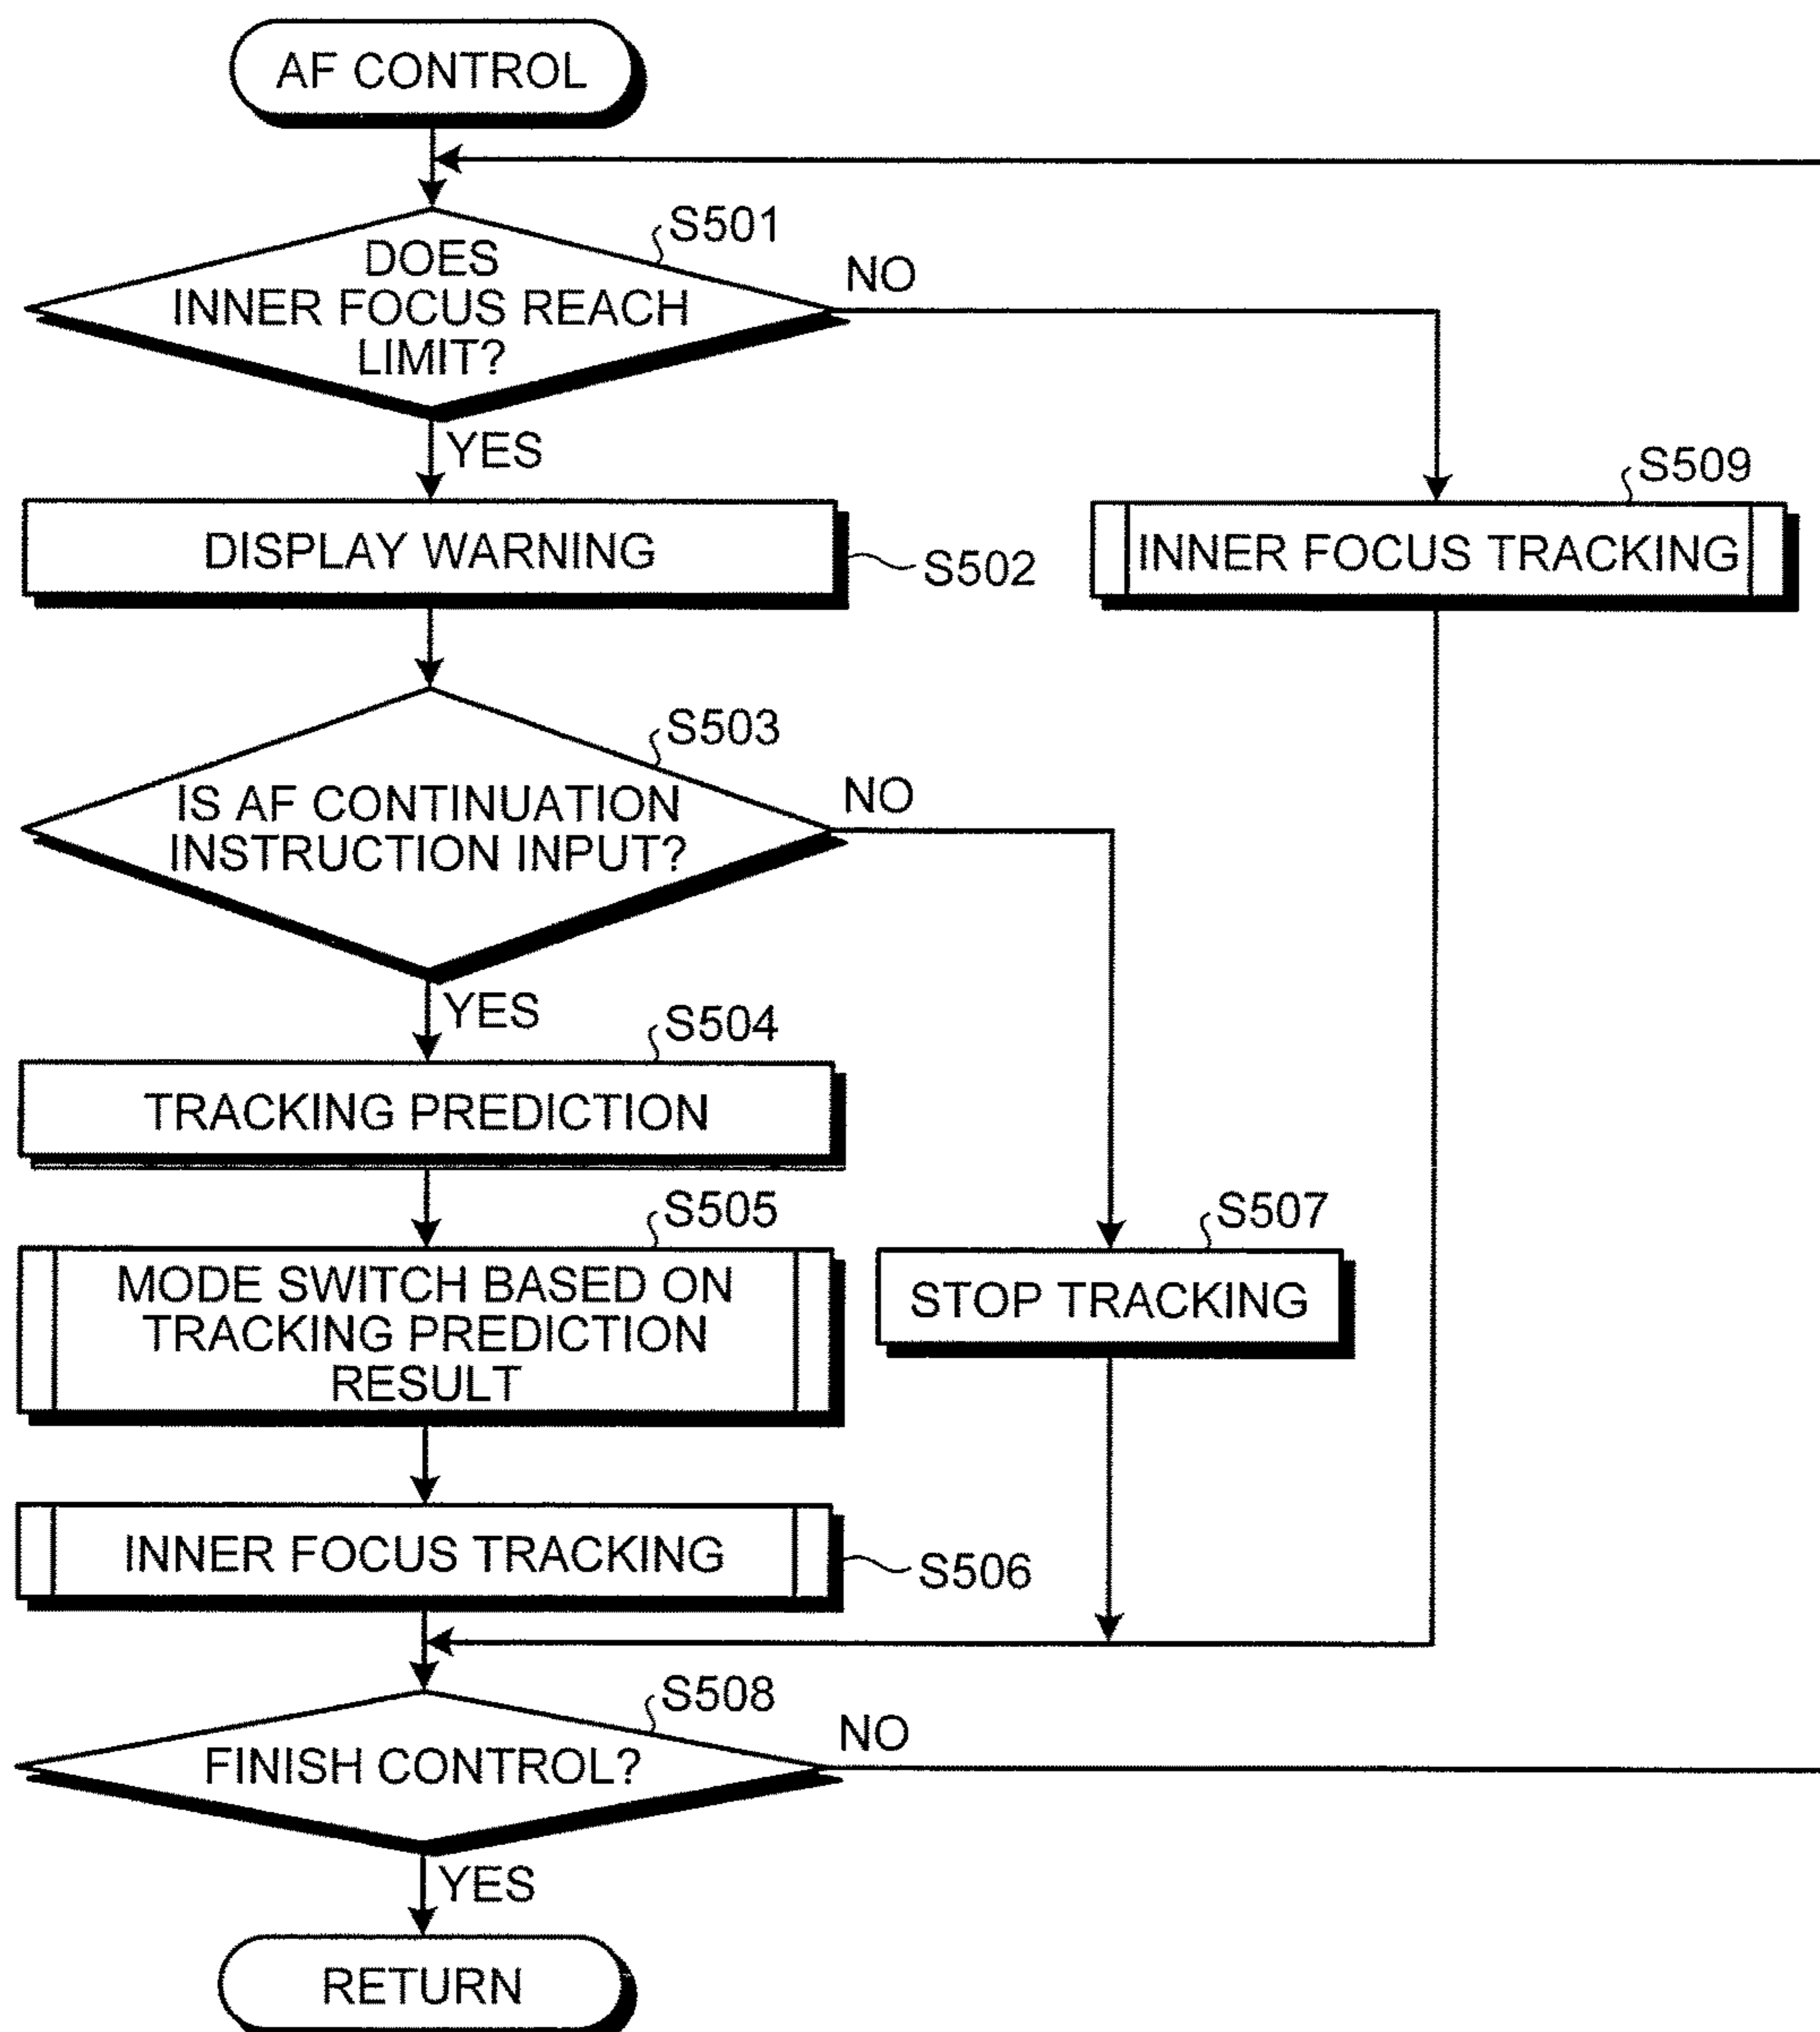 AF CONTROL
S501
DOES
INNER FOCUS REACH
LIMIT?
NO
YES
S509
DISPLAY WARNING
S502
INNER FOCUS TRACKING
S503
IS AF CONTINUATION
INSTRUCTION INPUT?
NO
YES
S504
TRACKING PREDICTION
S505
MODE SWITCH BASED ON
TRACKING PREDICTION
RESULT
S507
STOP TRACKING
INNER FOCUS TRACKING
S506
S508
FINISH CONTROL?
NO
YES
RETURN